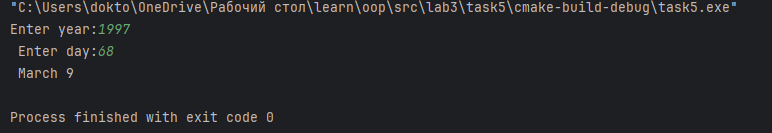 "C:\Users\dokto\OneDrive\Рабочий стол\learn\oop\src\lab3\task5\cmake-build-debug\task5.exe"
Enter year:1997
Enter day:68
March 9
Process finished with exit code 0